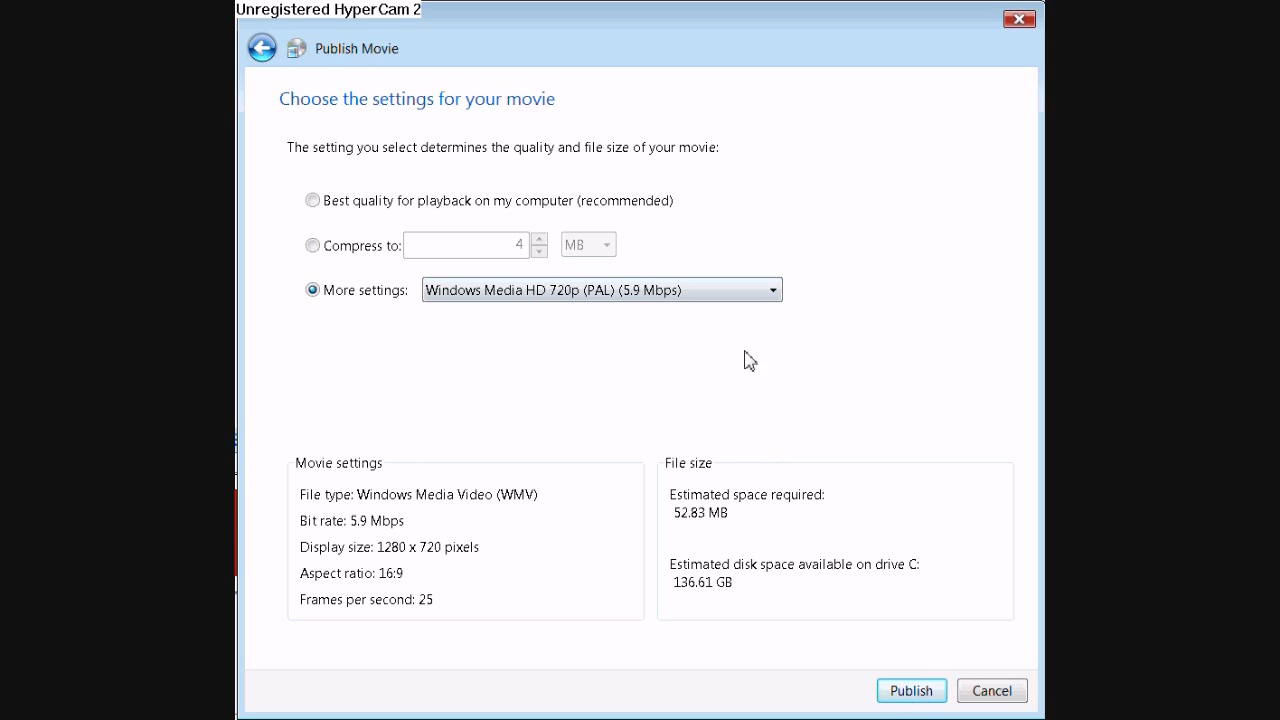 Unregistered HyperCam 2
Publish Movie
Choose the settings for your movie
The setting you select determines the quality and file size of your movie:
Best quality for playback on my computer (recommended)
Compress to: 4 MB
More settings: Windows Media HD 720p (PAL) (5.9 Mbps)
Movie settings
File type: Windows Media Video (WMV)
Bit rate: 5.9 Mbps
Display size: 1280 x 720 pixels
Aspect ratio: 16:9
Frames per second: 25
File size
Estimated space required:
52.83 MB
Estimated disk space available on drive C:
136.61 GB
Publish Cancel